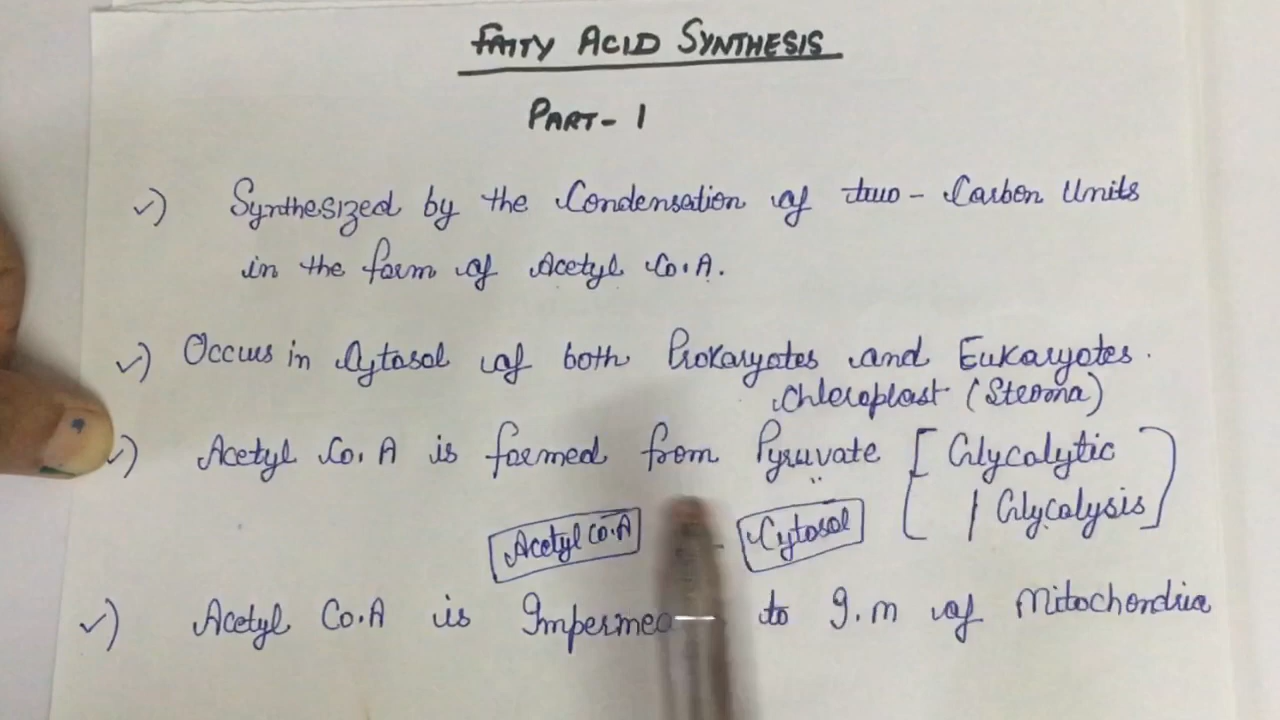 FATTY ACID SYNTHESIS
PART-1
Synthesized by the Condensation of two-Carbon Units
in the form of Acetyl Co.A.
Occurs in Cytosol of both Prokaryotes and Eukaryotes.
Chloroplast (Stroma)
Acetyl Co.A is formed from Pyruvate [Glycolytic
/ Glycolysis]
Acetyl Co.A Cytosol
Acetyl Co.A is to I.M of Mitochondria